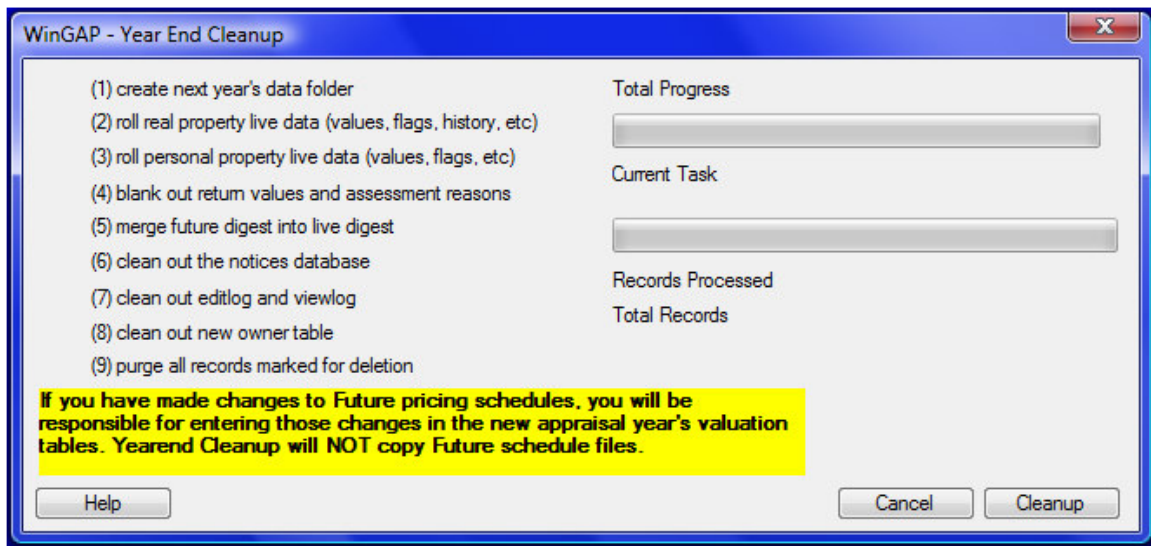 WinGAP - Year End Cleanup
(1) create next year's data folder
(2) roll real property live data (values, flags, history, etc)
(3) roll personal property live data (values, flags, etc)
(4) blank out return values and assessment reasons
(5) merge future digest into live digest
(6) clean out the notices database
(7) clean out editlog and viewlog
(8) clean out new owner table
(9) purge all records marked for deletion
Total Progress
Current Task
Records Processed
Total Records
If you have made changes to Future pricing schedules, you will be
responsible for entering those changes in the new appraisal year's valuation
tables. Yearend Cleanup will NOT copy Future schedule files.
Help
Cancel
Cleanup